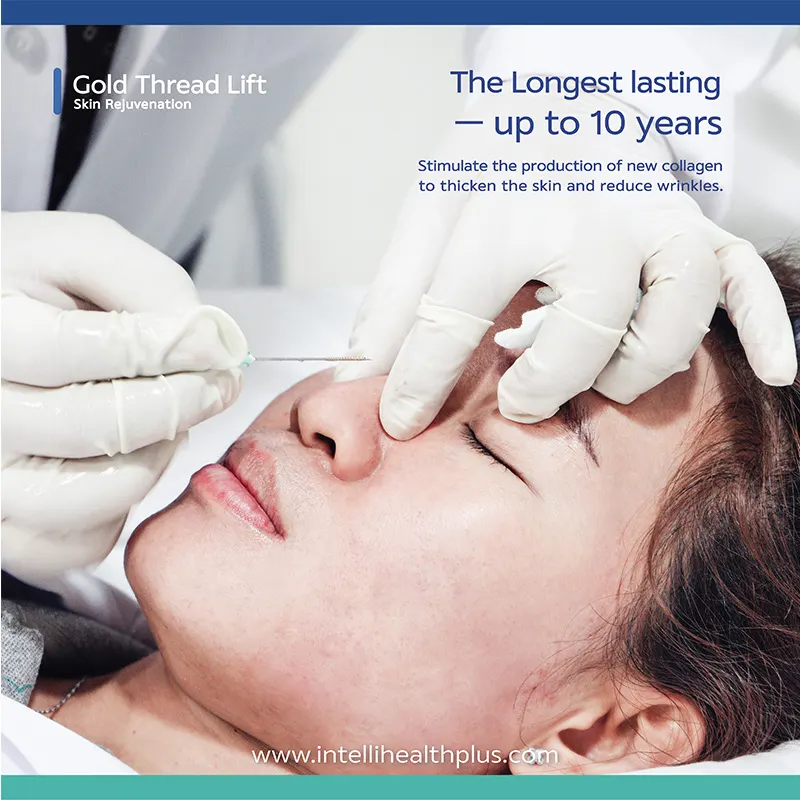 Gold Thread Lift
Skin Rejuvenation
The Longest lasting
— up to 10 years
Stimulate the production of new collagen
to thicken the skin and reduce wrinkles.
www.intellihealthplus.com